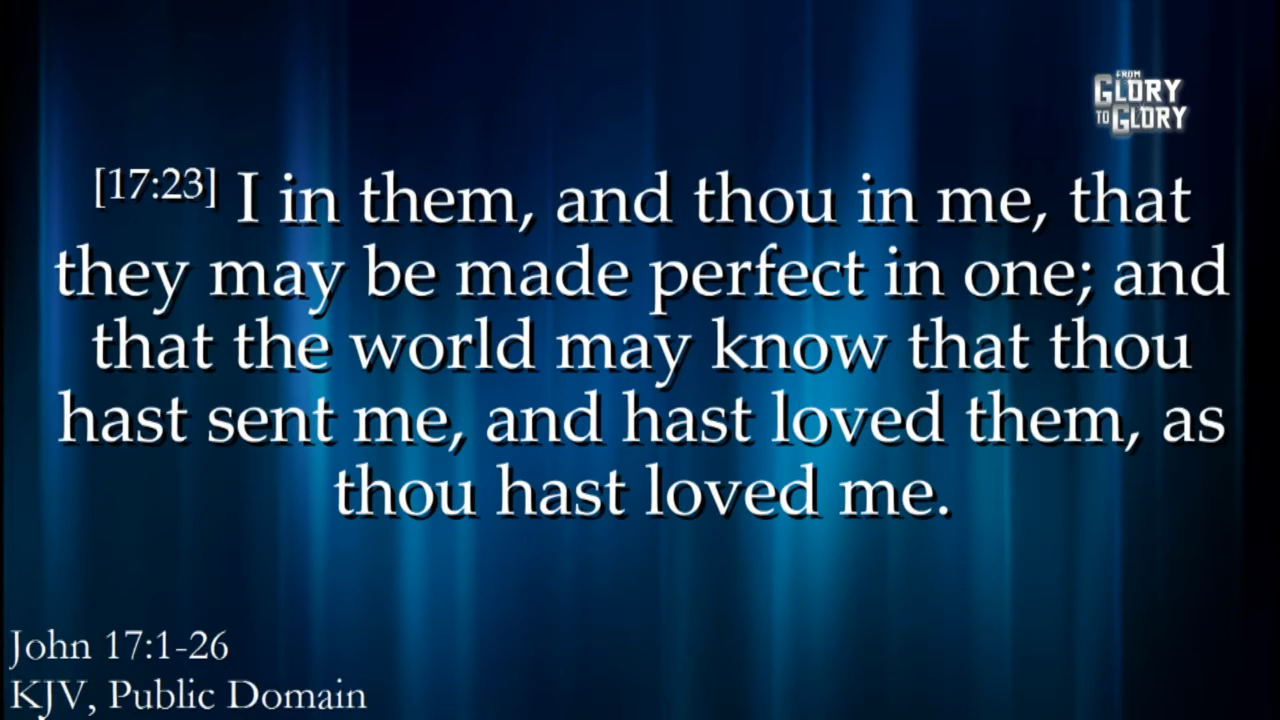 FROM
GLORY
TO GLORY
[17:23] I in them, and thou in me, that
they may be made perfect in one; and
that the world may know that thou
hast sent me, and hast loved them, as
thou hast loved me.
John 17:1-26
KJV, Public Domain